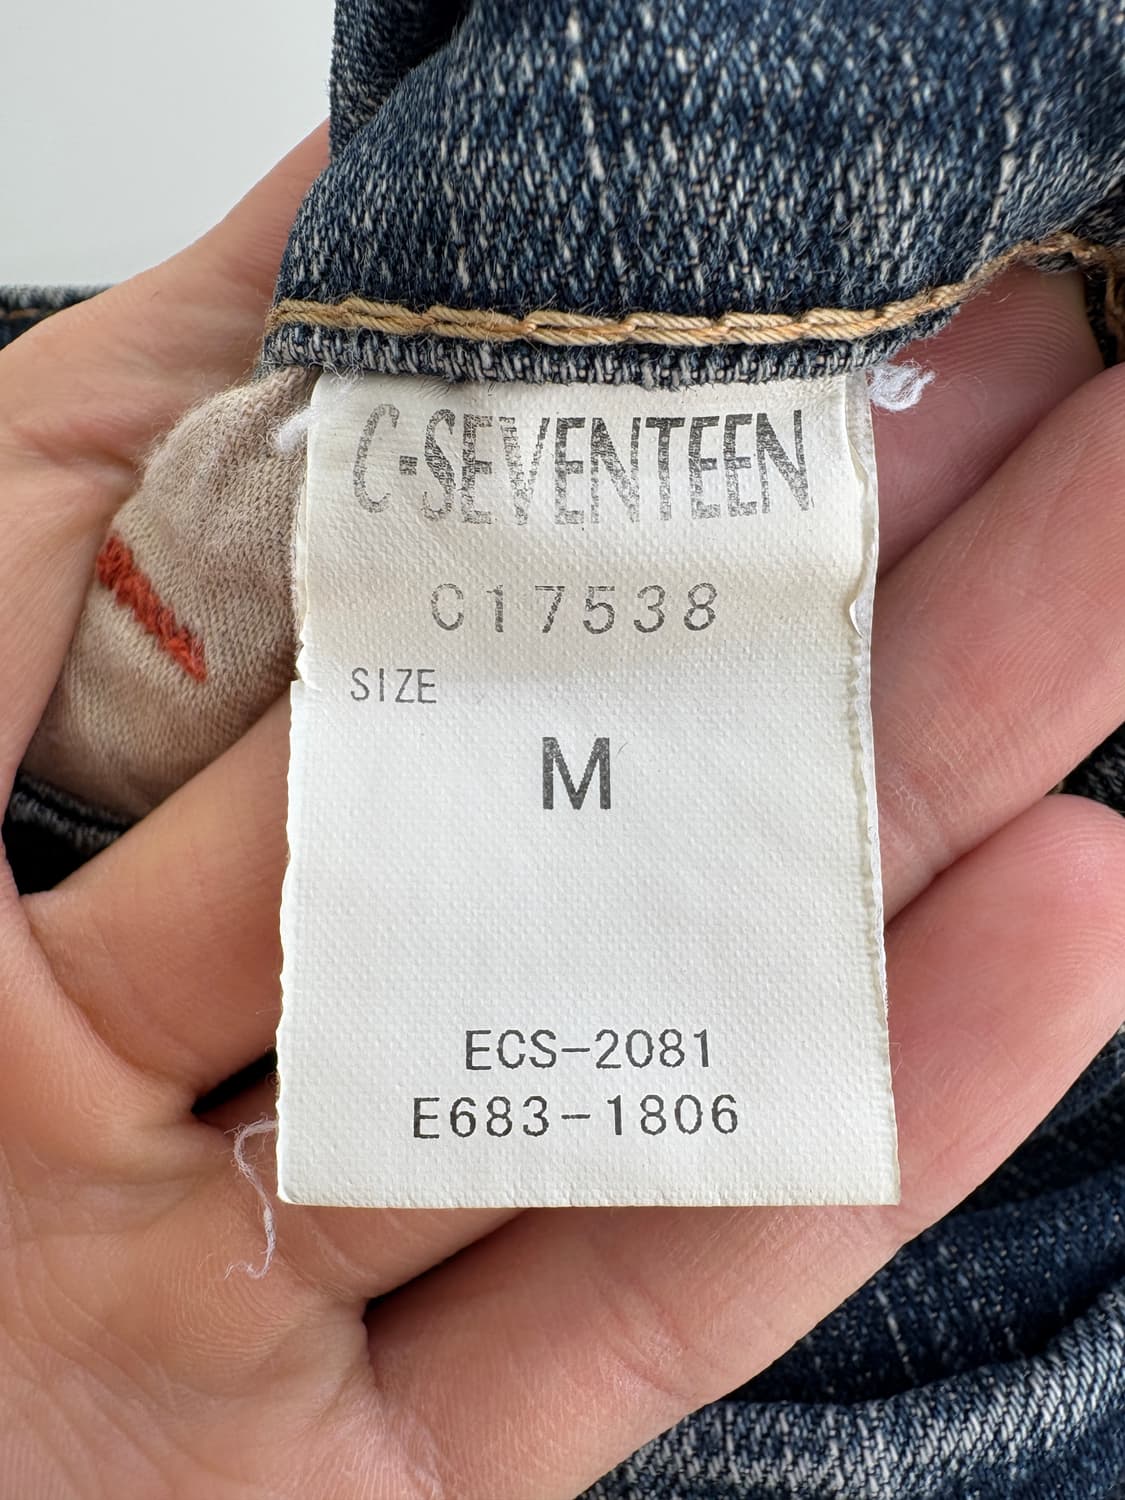 C-SEVENTEEN
C17538
SIZE
M
ECS-2081
E683-1806